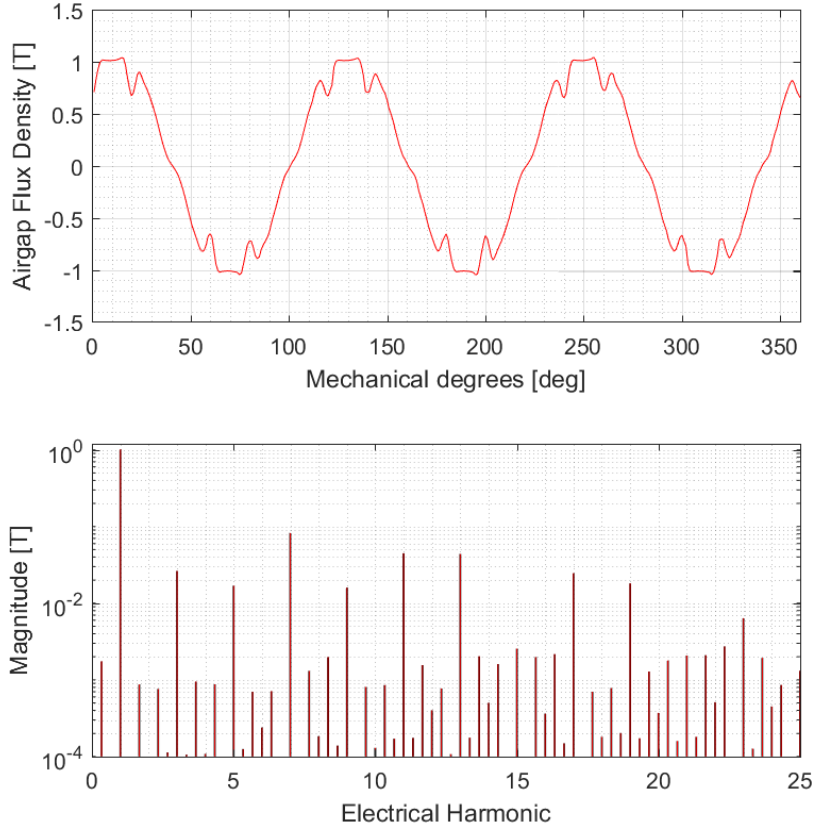 1.5
1
0.5
0
-0.5
-1
-1.5
Airgap Flux Density [T]
0 50 100 150 200 250 300 350
Mechanical degrees [deg]
10^0
10^-2
10^-4
Magnitude [T]
0 5 10 15 20 25
Electrical Harmonic